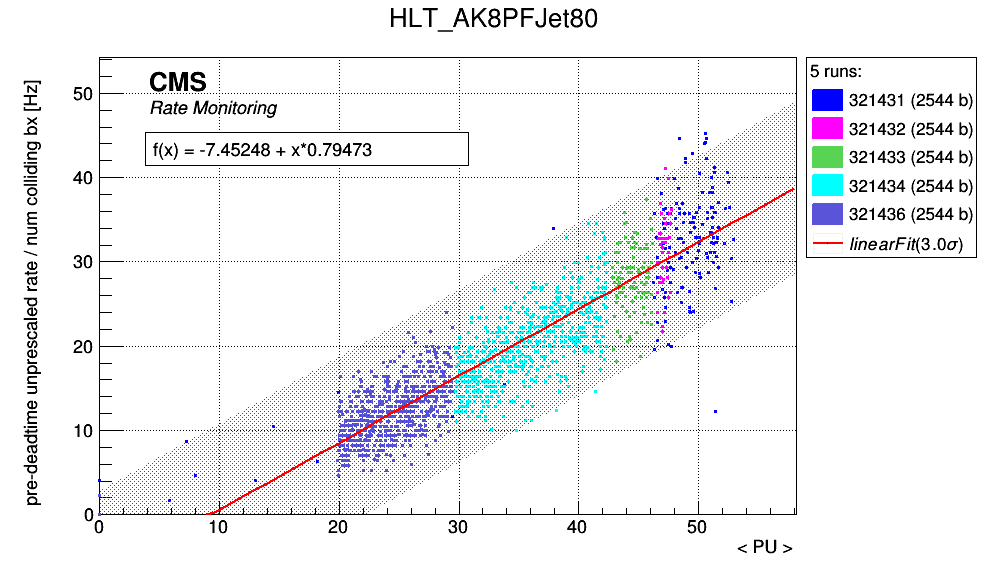 HLT_AK8PFJet80
CMS
Rate Monitoring
f(x) = -7.45248 + x*0.79473
pre-deadtime unprescaled rate / num colliding bx [Hz]
50
40
30
20
10
0
0 10 20 30 40 50
< PU >
5 runs:
321431 (2544 b)
321432 (2544 b)
321433 (2544 b)
321434 (2544 b)
321436 (2544 b)
linearFit(3.0σ)